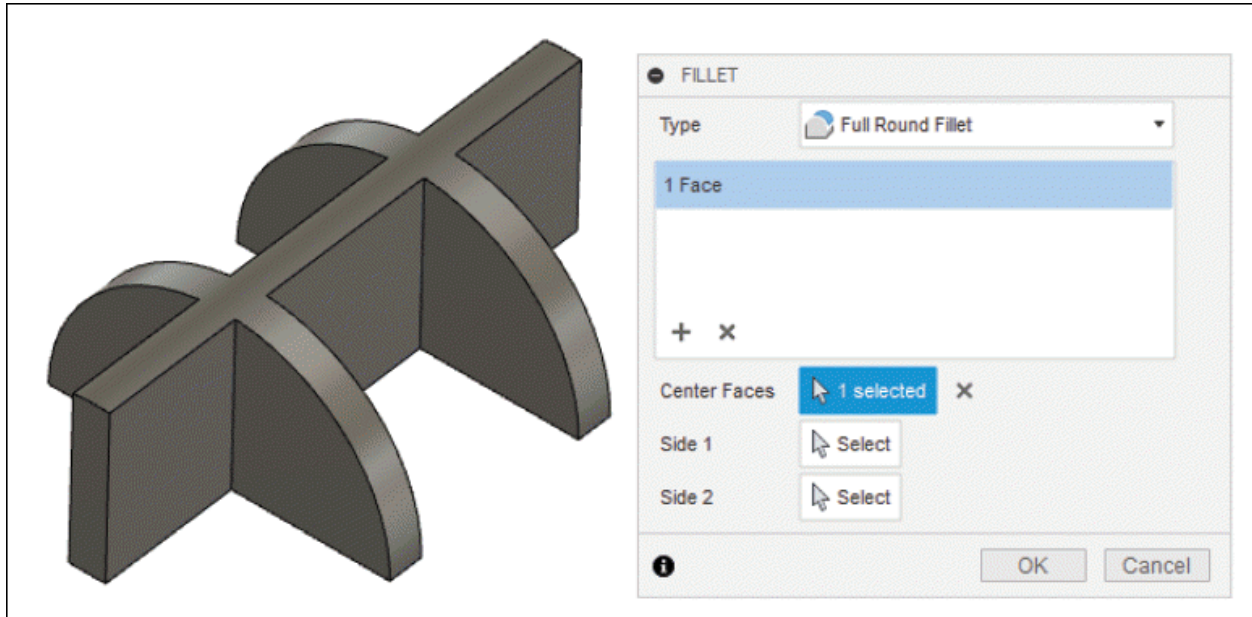 FILLET
Type Full Round Fillet
1 Face
Center Faces 1 selected
Side 1 Select
Side 2 Select
OK Cancel